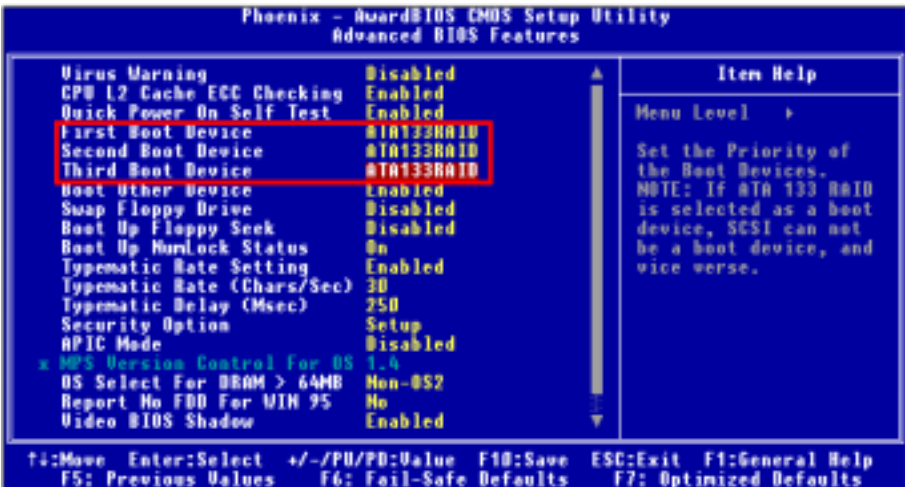 Phoenix - AwardBIOS CMOS Setup Utility
Advanced BIOS Features
Virus Warning Disabled
CPU L2 Cache ECC Checking Enabled
Quick Power On Self Test Enabled
First Boot Device ATA133RAID
Second Boot Device ATA133RAID
Third Boot Device ATA133RAID
Boot Other Device Enabled
Swap Floppy Drive Disabled
Boot Up Floppy Seek Disabled
Boot Up NumLock Status On
Typematic Rate Setting Enabled
Typematic Rate (Chars/Sec) 30
Typematic Delay (Msec) 250
Security Option Setup
APIC Mode Disabled
x MPS Version Control For OS 1.4
OS Select For DRAM > 64MB Non-OS2
Report No FDD For WIN 95 No
Video BIOS Shadow Enabled
Item Help
Menu Level ▸
Set the Priority of
the Boot Devices.
NOTE: If ATA 133 RAID
is selected as a boot
device, SCSI can not
be a boot device, and
vice verse.
↑↓:Move Enter:Select +/-/PU/PD:Value F10:Save ESC:Exit F1:General Help
F5: Previous Values F6: Fail-Safe Defaults F7: Optimized Defaults